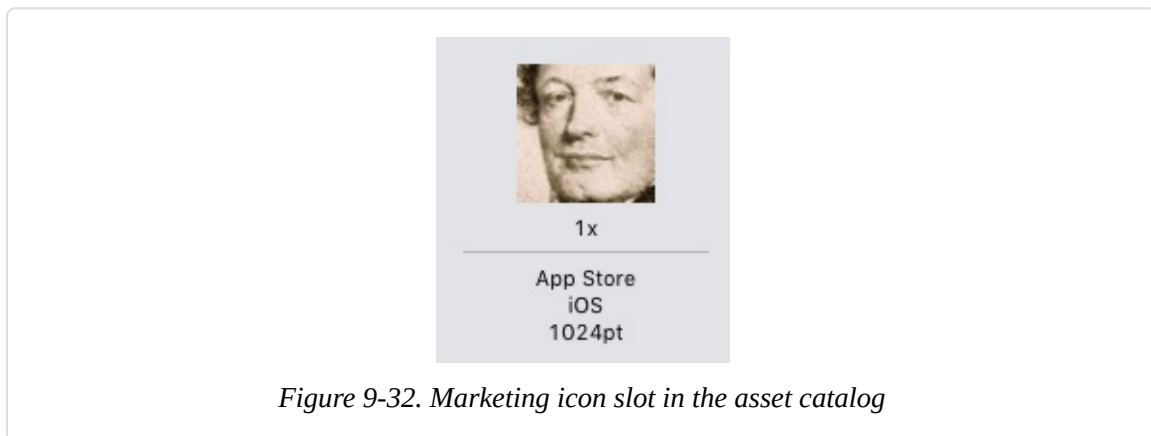 1x
App Store
iOS
1024pt
Figure 9-32. Marketing icon slot in the asset catalog